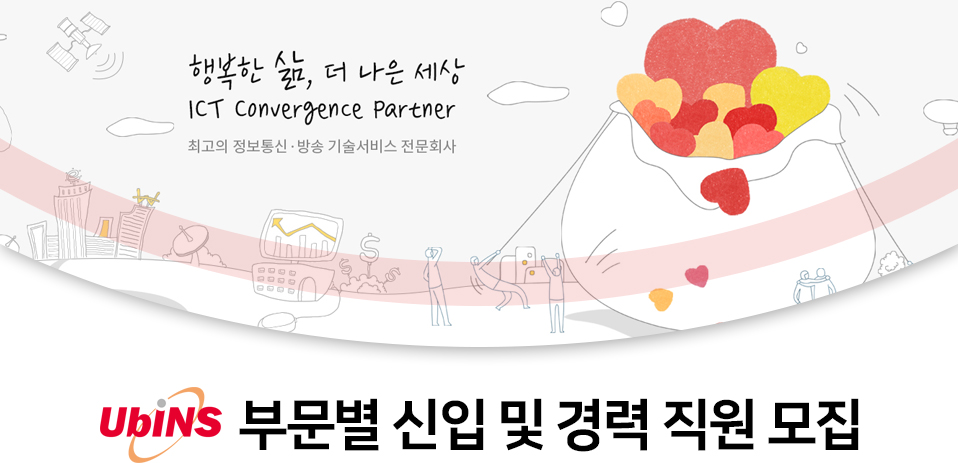 행복한 삶, 더 나은 세상
ICT Convergence Partner
최고의 정보통신·방송 기술서비스 전문회사
$
$ $
UbiNS 부문별 신입 및 경력 직원 모집